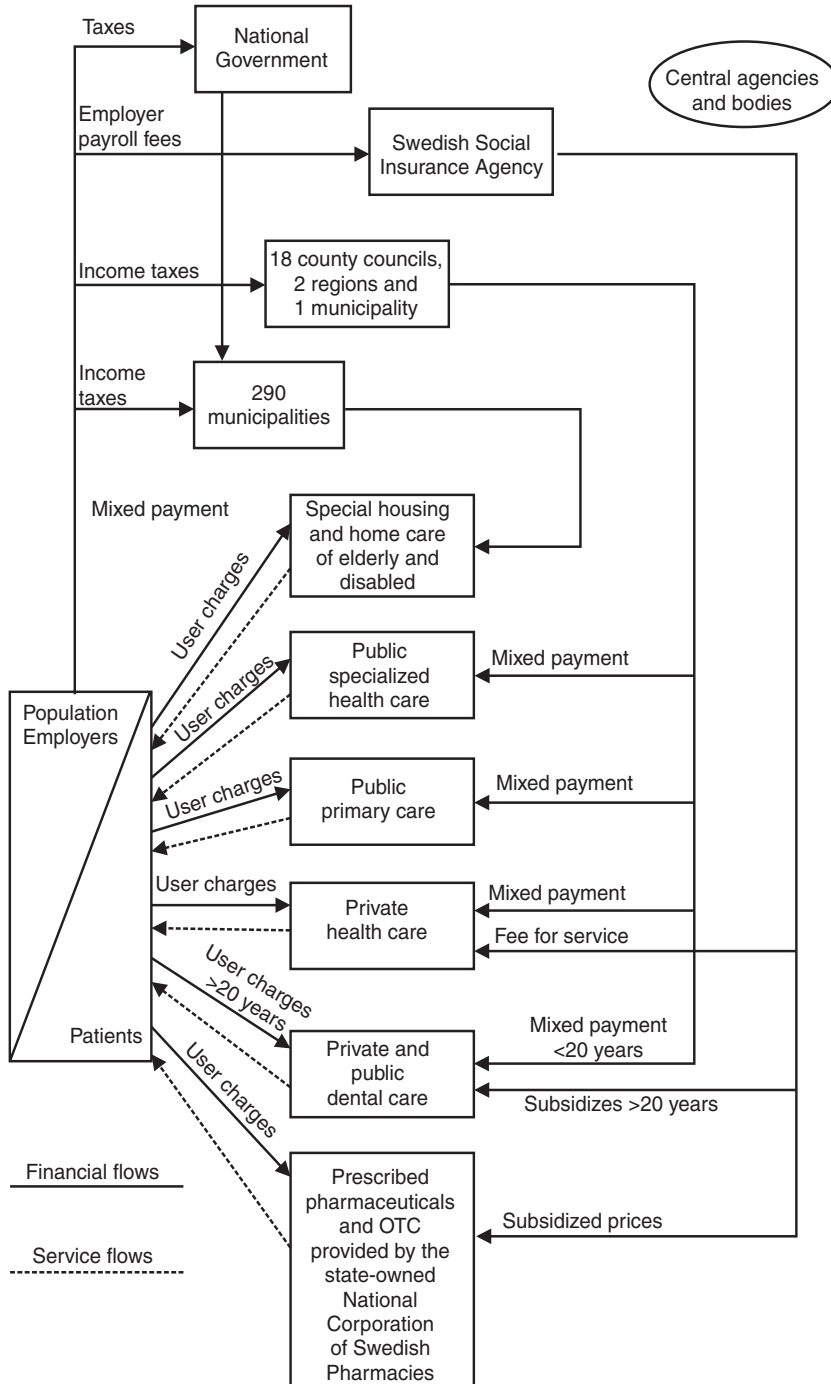 Taxes
National
Government
Central agencies
and bodies
Employer
payroll fees
Swedish Social
Insurance Agency
Income taxes
18 county councils,
2 regions and
1 municipality
Income
taxes
290
municipalities
Mixed payment
User charges
Special housing
and home care
of elderly and
disabled
User charges
Public
specialized
health care
Mixed payment
Population
Employers
User charges
Public
primary care
Mixed payment
User charges
Private
health care
Mixed payment
Fee for service
User charges
>20 years
Patients
Private and
public
dental care
Mixed payment
<20 years
Subsidizes >20 years
User charges
Financial flows
Service flows
Prescribed
pharmaceuticals
and OTC
provided by the
state-owned
National
Corporation
of Swedish
Pharmacies
Subsidized prices